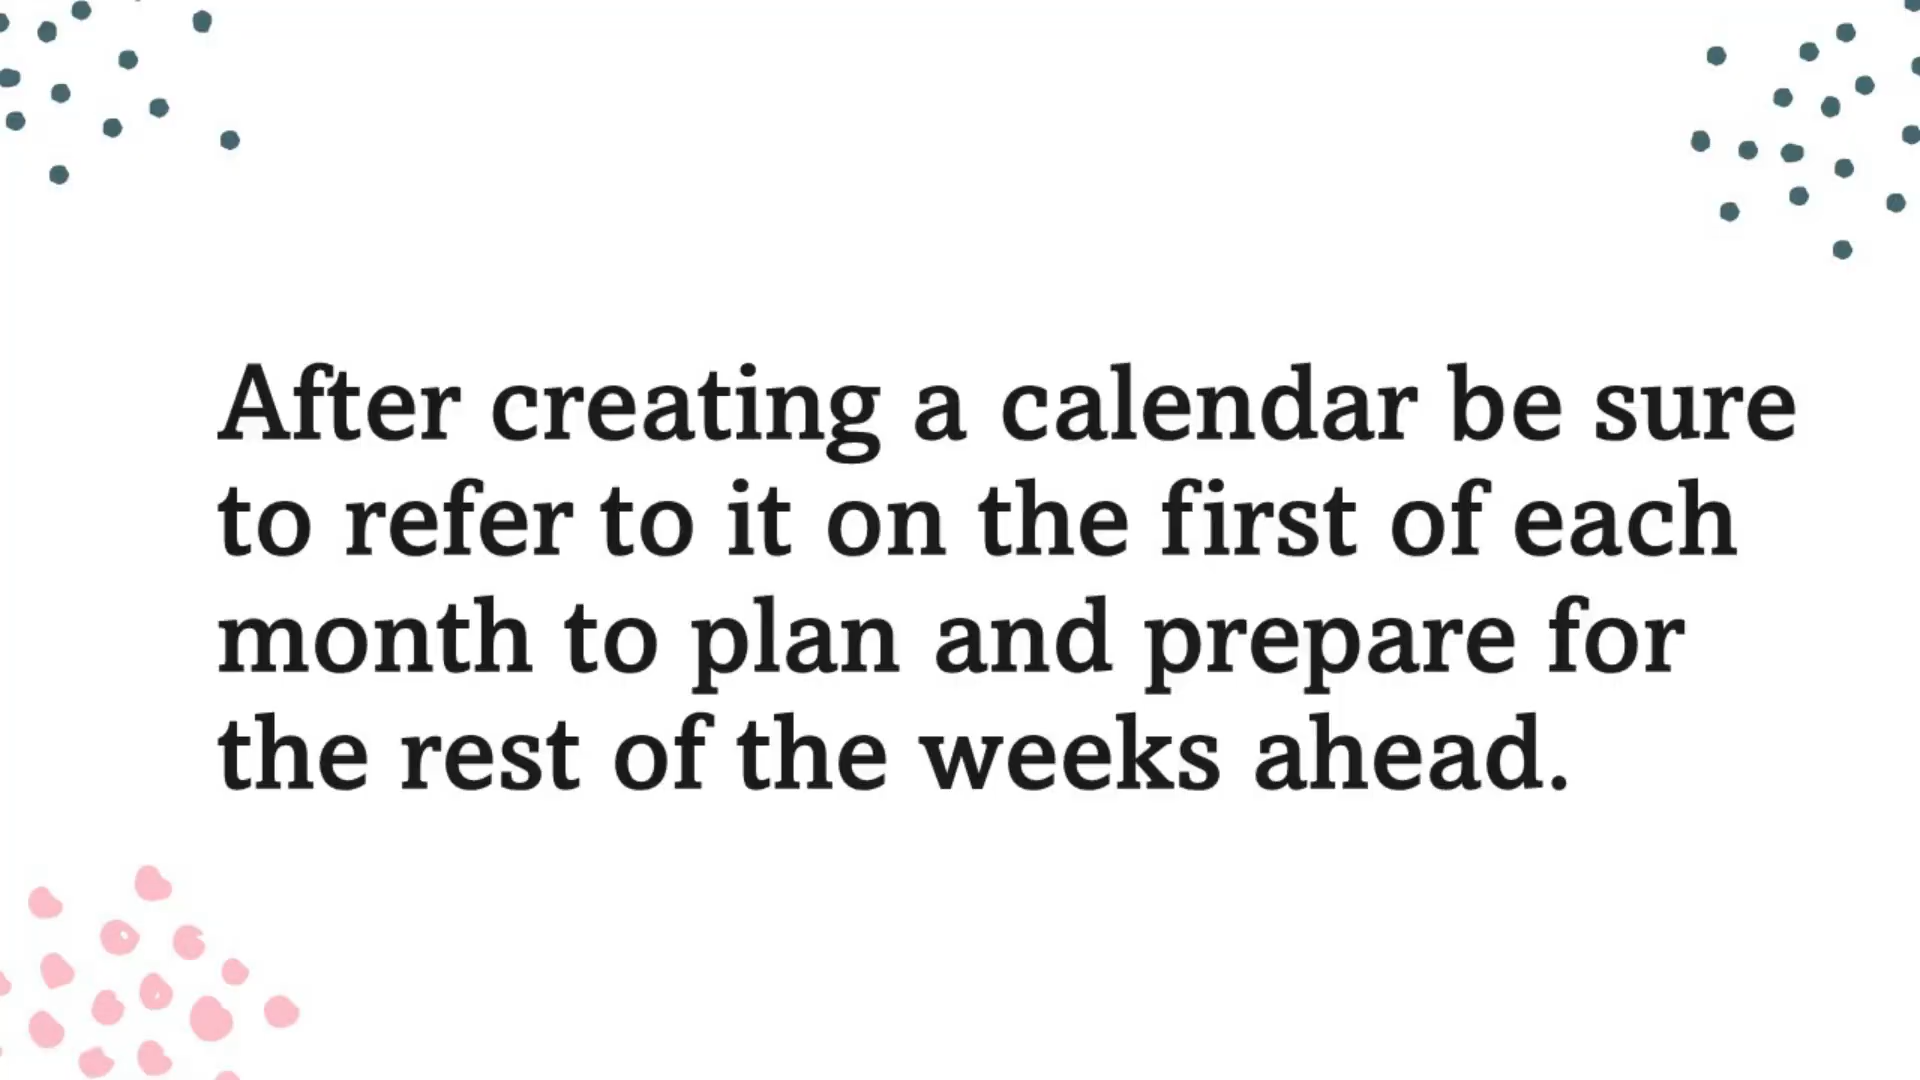 After creating a calendar be sure
to refer to it on the first of each
month to plan and prepare for
the rest of the weeks ahead.